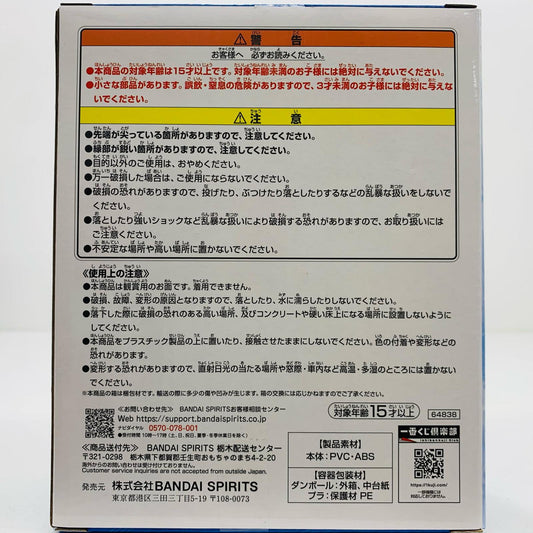 ⚠警告
お客様へ 必ずお読みください。
●本商品の対象年齢は15才以上です。対象年齢未満のお子様には絶対に与えないでください。
●小さな部品があります。誤飲・窒息の危険がありますので、3才未満のお子様には絶対に与えないでください。
⚠注意
●先端が尖っている箇所がありますので、注意してください。
●縁部が鋭い箇所がありますので、注意してください。
●目的以外のご使用は、おやめください。
●万一破損した場合は、ご使用にならないでください。
●破損の恐れがありますので、投げたり、ぶつけたり落としたりするなどの乱暴な扱いをしないでください。
●落としたり強いショックなど乱暴な扱いにより破損する恐れがありますので、お取り扱いにはご注意ください。
●不安定な場所や高い場所に置かないでください。
《使用上の注意》
●本商品は観賞用のお面です。着用できません。
●破損、故障、変形の原因となりますので、落としたり、水に濡らしたりしないでください。
●落下した際に破損の恐れのある高い場所、及びコンクリートや硬い床上になる場所に設置しないようにしてください。
●本商品をプラスチック製品の上に置いたり、接触させたままにしないでください。色の付着や変形などの恐れがあります。
●変形する恐れがありますので、直射日光の当たる場所や窓際・車内など高温・多湿のところには置かないでください。
本商品の箱は梱包材です。輸送の際に多少の傷や凹みが生じます。箱の交換には応じかねますのでご了承ください。
≪お問い合わせ先≫ BANDAI SPIRITSお客様相談センター
Web https://support.bandaispirits.co.jp
ナビダイヤル 0570-078-001
●受付時間10時~17時(土、日、祝日、夏季・冬季休業日を除く)
対象年齢15才以上
64838
≪商品送付先≫ BANDAI SPIRITS 栃木配送センター
〒321-0298 栃木県下都賀郡壬生町おもちゃのまち4-2-20
お電話受付は日本国内に限らせていただきます。
Customer service inquiries are not accepted from outside Japan.
発売元 株式会社BANDAI SPIRITS
東京都港区三田三丁目5-19 〒108-0073
【製品素材】
本体:PVC・ABS
【容器包装材】
ダンボール:外箱、中台紙
プラ:保護材 PE
一番くじ倶楽部
https://1kuji.com/